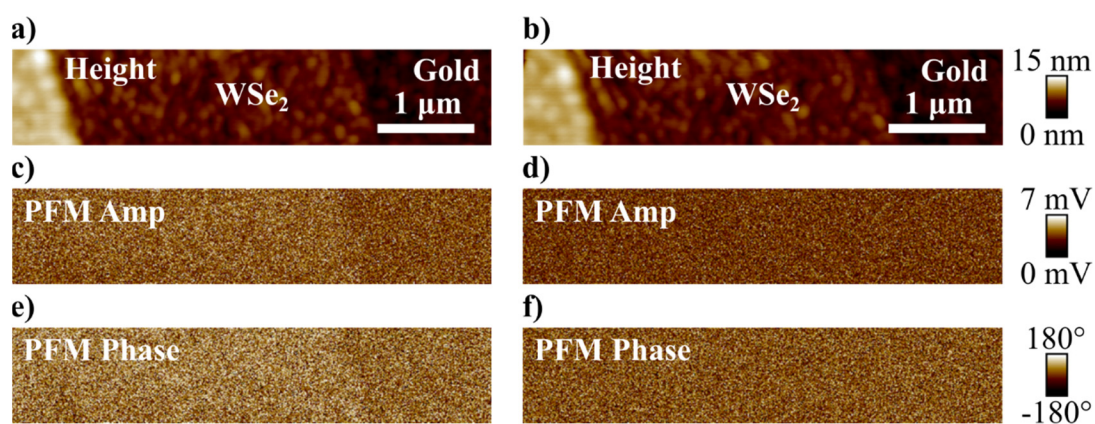 a)
Height
WSe₂
Gold
1 μm
b)
Height
WSe₂
Gold
1 μm
15 nm
0 nm
c)
PFM Amp
d)
PFM Amp
7 mV
0 mV
e)
PFM Phase
f)
PFM Phase
180°
-180°